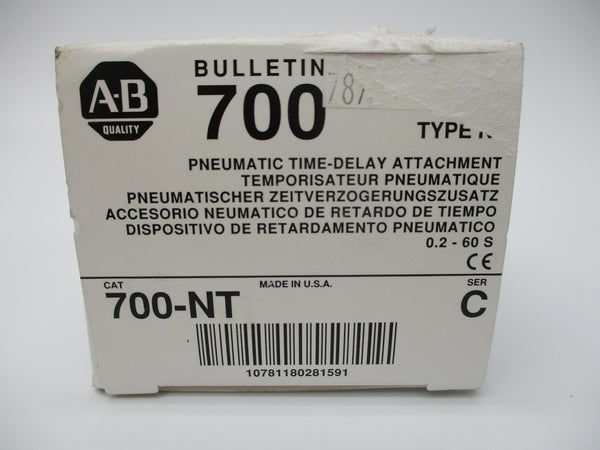 A-B
QUALITY
BULLETIN
700
TYPE
PNEUMATIC TIME-DELAY ATTACHMENT
TEMPORISATEUR PNEUMATIQUE
PNEUMATISCHER ZEITVERZOGERUNGSZUSATZ
ACCESORIO NEUMATICO DE RETARDO DE TIEMPO
DISPOSITIVO DE RETARDAMENTO PNEUMATICO
0.2 - 60 S
CE
CAT MADE IN U.S.A. SER
700-NT C
10781180281591